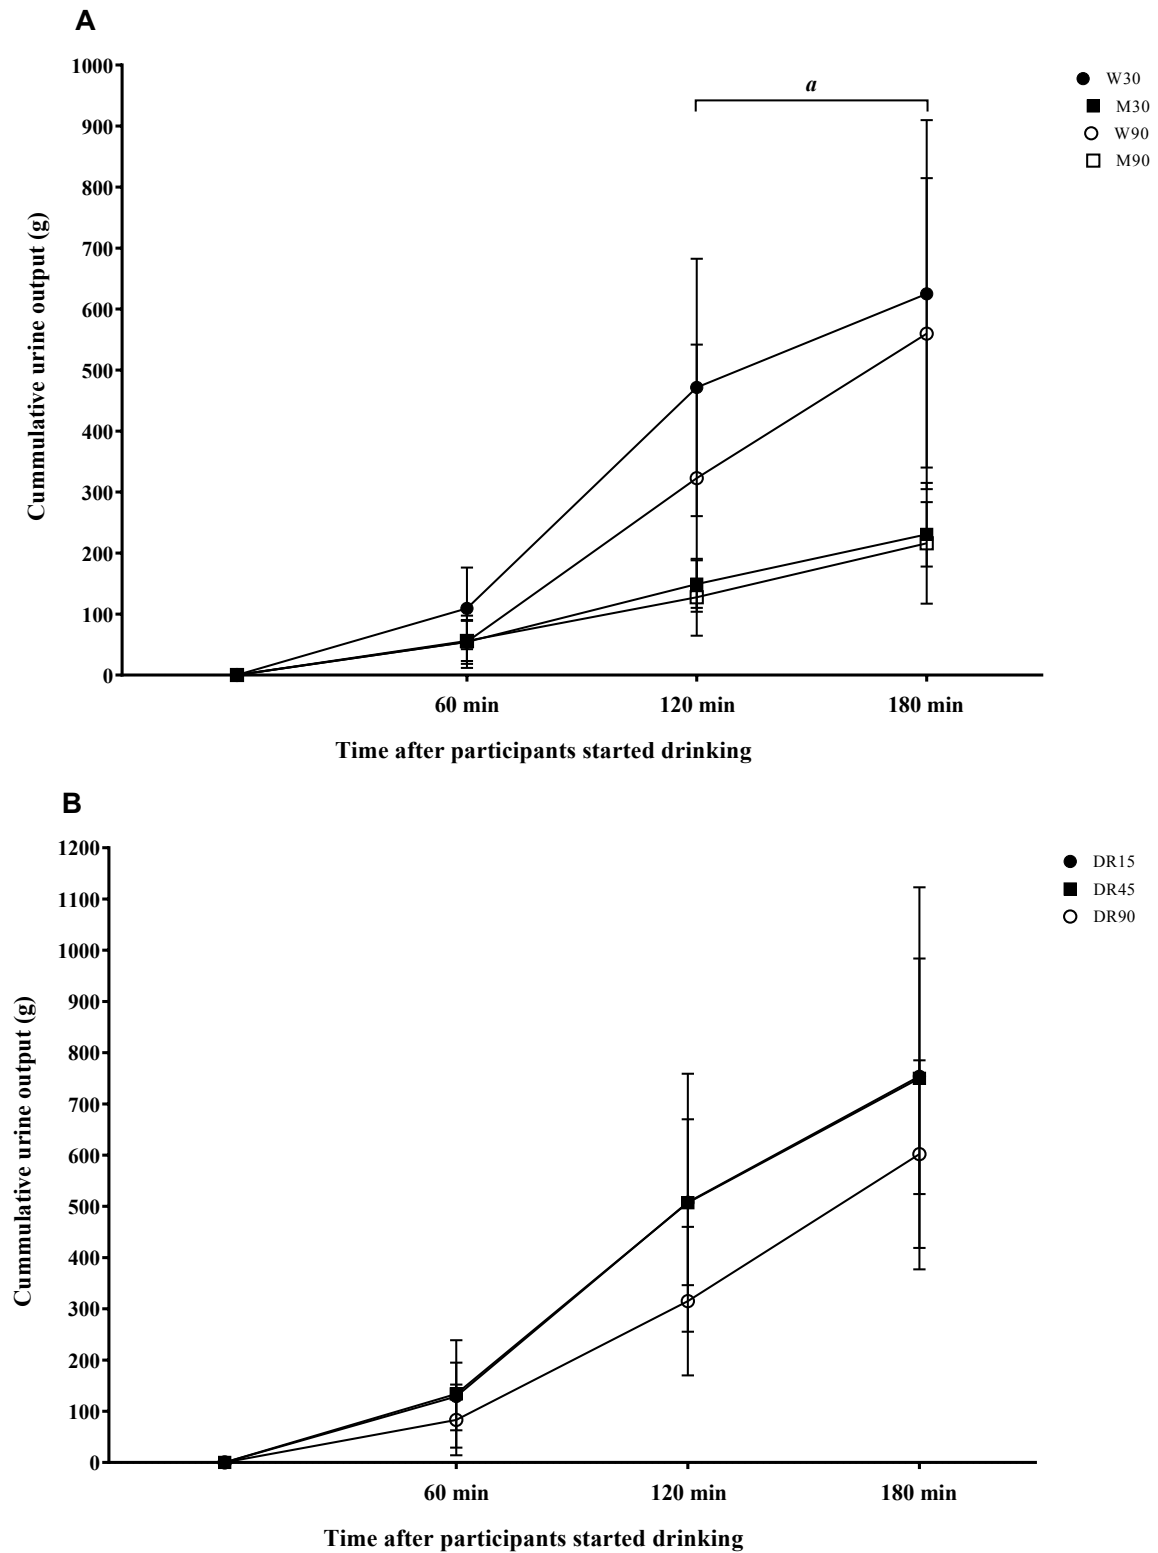 A
1000
900
800
700
600
500
400
300
200
100
0
Cummulative urine output (g)
a
W30
M30
W90
M90
60 min 120 min 180 min
Time after participants started drinking
B
1200
1100
1000
900
800
700
600
500
400
300
200
100
0
Cummulative urine output (g)
DR15
DR45
DR90
60 min 120 min 180 min
Time after participants started drinking